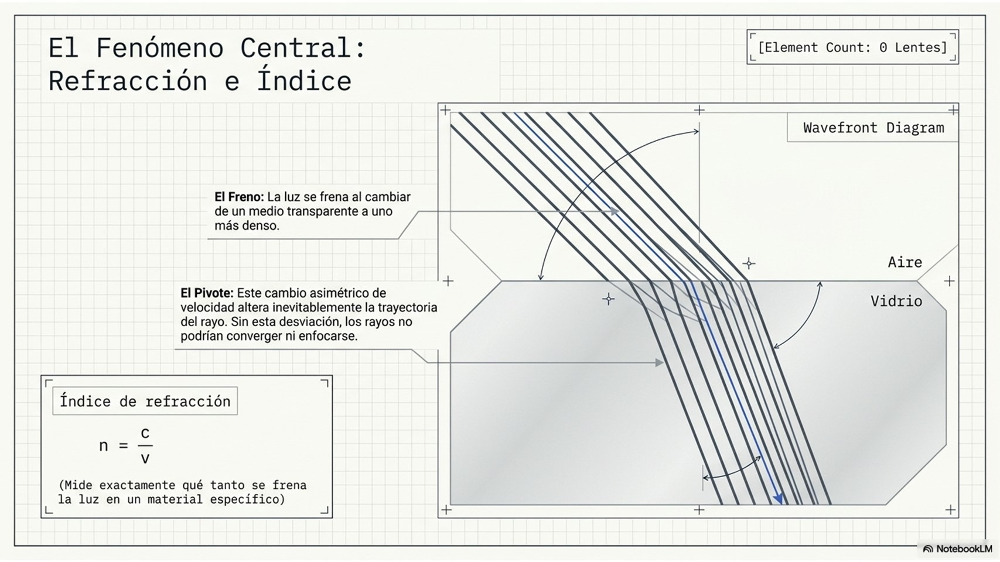 El Fenómeno Central:
Refracción e Índice
[Element Count: 0 Lentes]
Wavefront Diagram
El Freno: La luz se frena al cambiar
de un medio transparente a uno
más denso.
Aire
Vidrio
El Pivote: Este cambio asimétrico de
velocidad altera inevitablemente la trayectoria
del rayo. Sin esta desviación, los rayos no
podrían converger ni enfocarse.
Índice de refracción
n = c
v
(Mide exactamente qué tanto se frena
la luz en un material específico)
NotebookLM